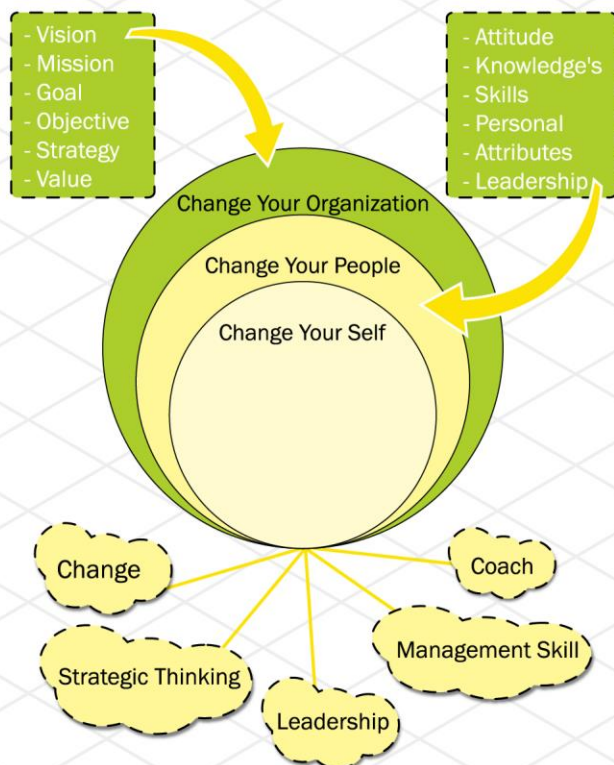 - Vision
- Mission
- Goal
- Objective
- Strategy
- Value
- Attitude
- Knowledge's
- Skills
- Personal
- Attributes
- Leadership
Change Your Organization
Change Your People
Change Your Self
Change
Coach
Strategic Thinking
Management Skill
Leadership